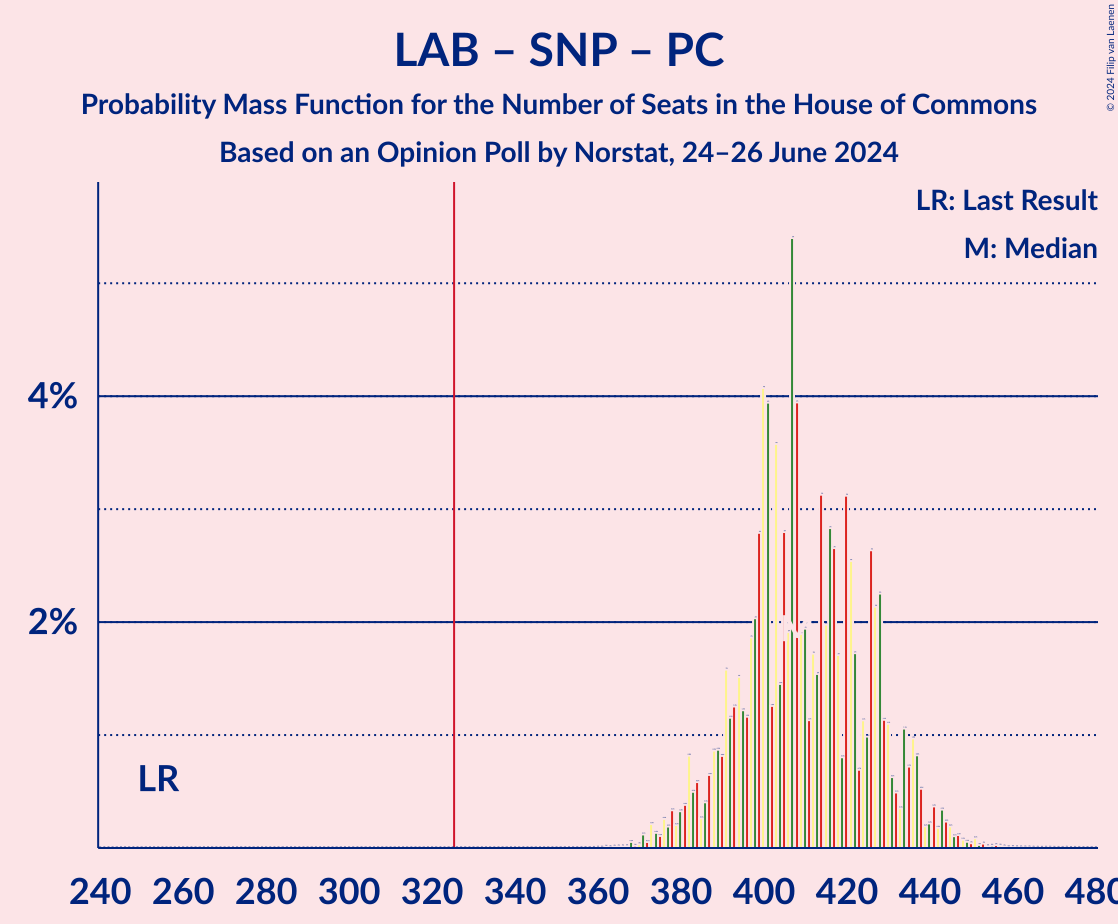 LAB – SNP – PC
Probability Mass Function for the Number of Seats in the House of Commons
Based on an Opinion Poll by Norstat, 24–26 June 2024
© 2024 Filip van Laenen
LR: Last Result
M: Median
4%
2%
LR
240 260 280 300 320 340 360 380 400 420 440 460 480